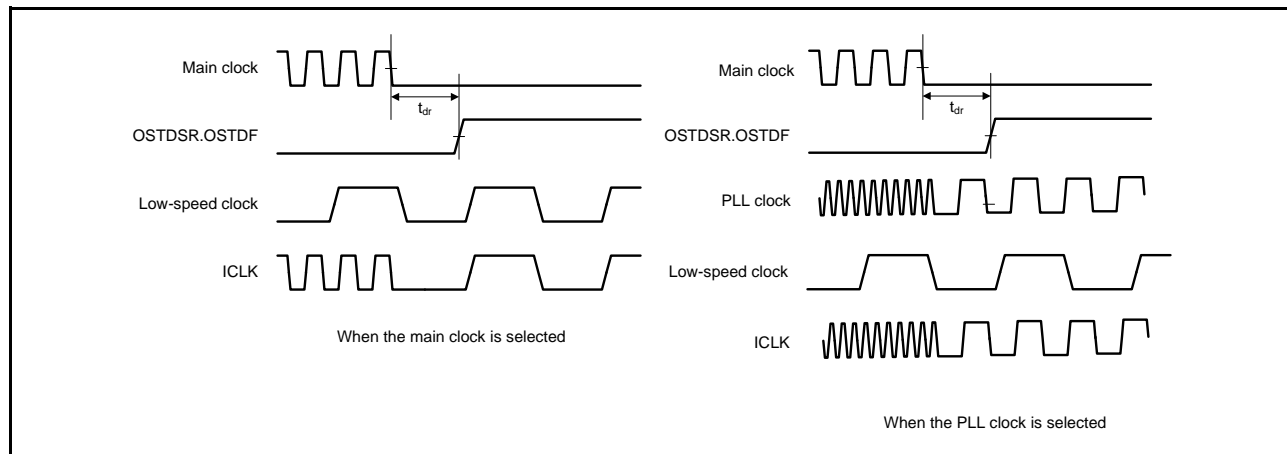 Main clock
t_dr
OSTDSR.OSTDF
Low-speed clock
ICLK
When the main clock is selected
Main clock
t_dr
OSTDSR.OSTDF
PLL clock
Low-speed clock
ICLK
When the PLL clock is selected